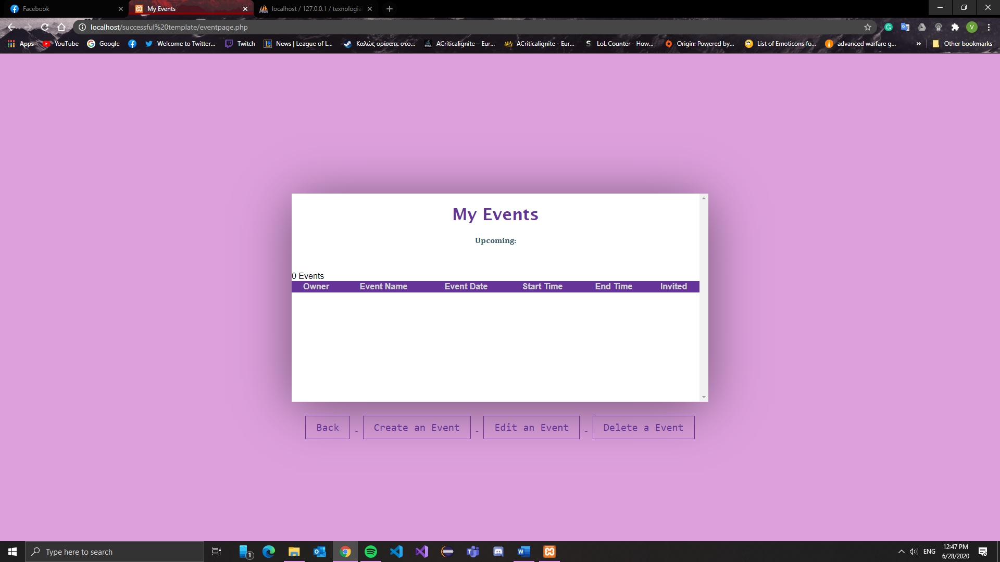 Facebook
My Events
localhost / 127.0.0.1 / texnologia
localhost/successful%20template/eventpage.php
V
Apps
YouTube
Google
Welcome to Twitter...
Twitch
News | League of L...
Καλώς ορίσατε στο...
ACriticalignite – Eur...
ACriticalignite - Eur...
LoL Counter - How...
Origin: Powered by...
List of Emoticons fo...
advanced warfare g...
»
Other bookmarks
My Events
Upcoming:
0 Events
Owner Event Name Event Date Start Time End Time Invited
Back - Create an Event - Edit an Event - Delete a Event
Type here to search
1
ENG
12:47 PM
6/28/2020